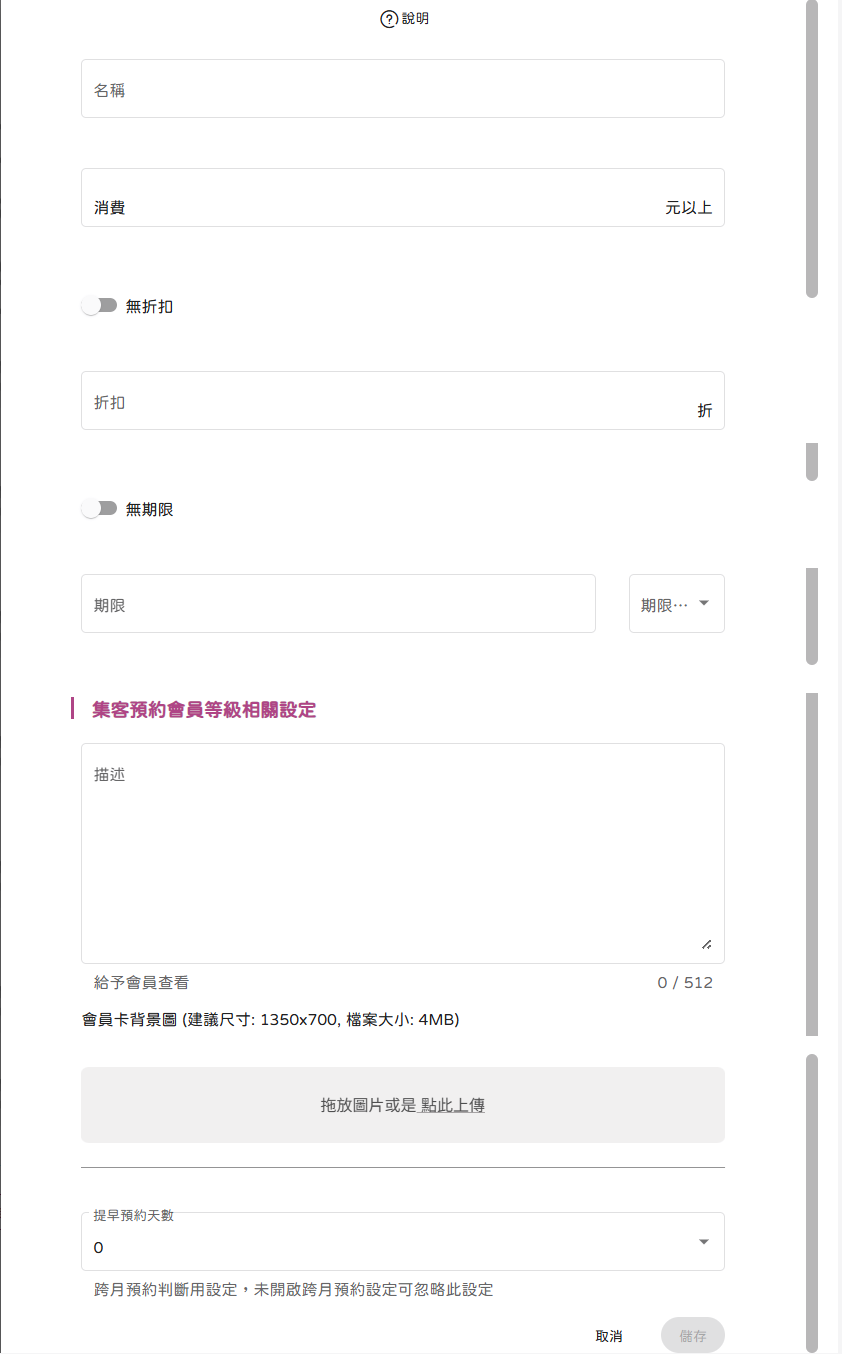 說明
名稱
消費 元以上
無折扣
折扣 折
無期限
期限 期限…
集客預約會員等級相關設定
描述
給予會員查看 0 / 512
會員卡背景圖 (建議尺寸: 1350x700, 檔案大小: 4MB)
拖放圖片或是 點此上傳
提早預約天數
0
跨月預約判斷用設定，未開啟跨月預約設定可忽略此設定
取消 儲存